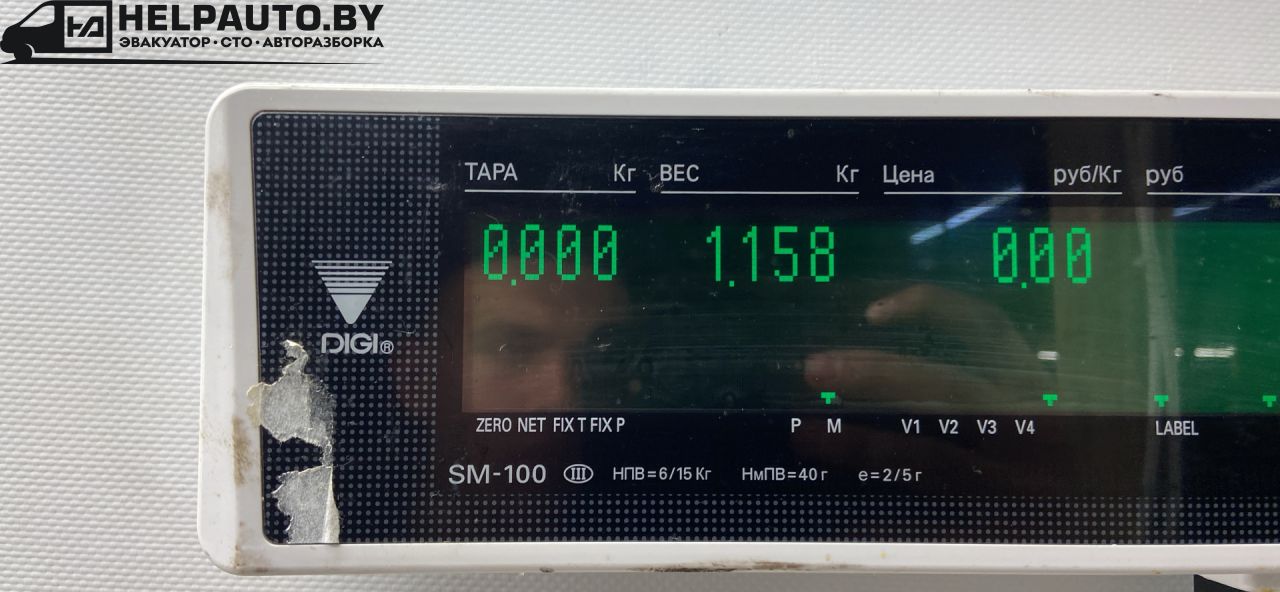 HELPAUTO.BY
ЭВАКУАТОР•СТО•АВТОРАЗБОРКА
ТАРА Кг ВЕС Кг Цена руб/Кг руб
0.000 1.158 0.00
DIGI®
ZERO NET FIX T FIX P P M V1 V2 V3 V4 LABEL
SM-100 III НПВ=6/15 Кг НмПВ=40 г e=2/5 г